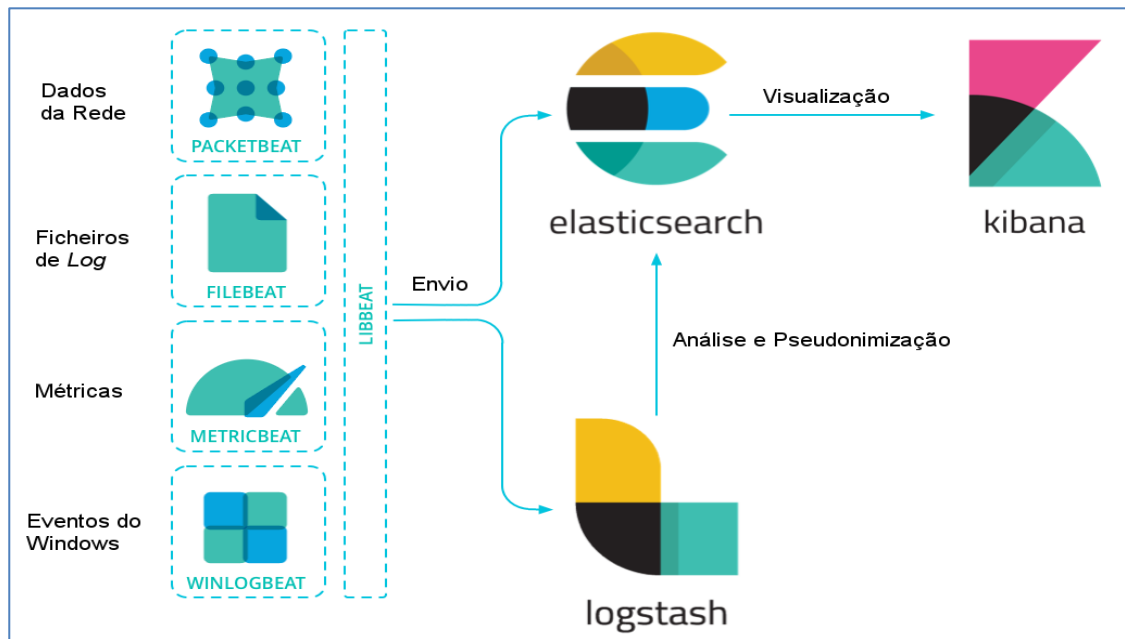 Dados
da Rede
PACKETBEAT
Ficheiros
de Log
FILEBEAT
Métricas
METRICBEAT
Eventos do
Windows
WINLOGBEAT
LIBBEAT
Envio
elasticsearch
Visualização
kibana
Análise e Pseudonimização
logstash